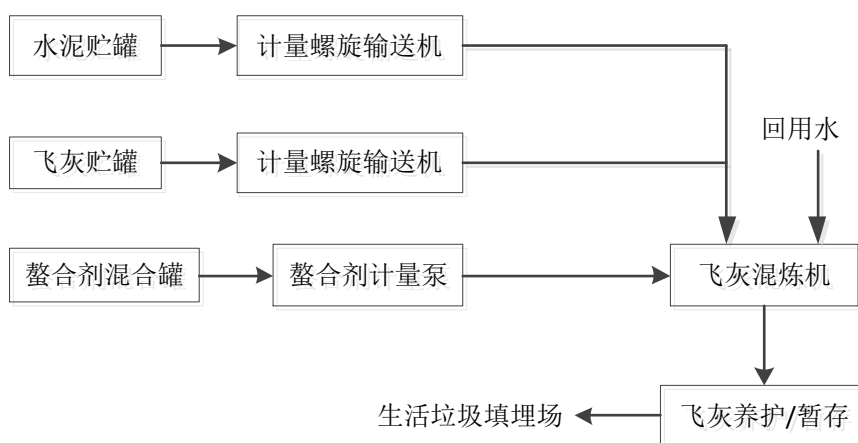 水泥贮罐
计量螺旋输送机
回用水
飞灰贮罐
计量螺旋输送机
螯合剂混合罐
螯合剂计量泵
飞灰混炼机
生活垃圾填埋场
飞灰养护/暂存